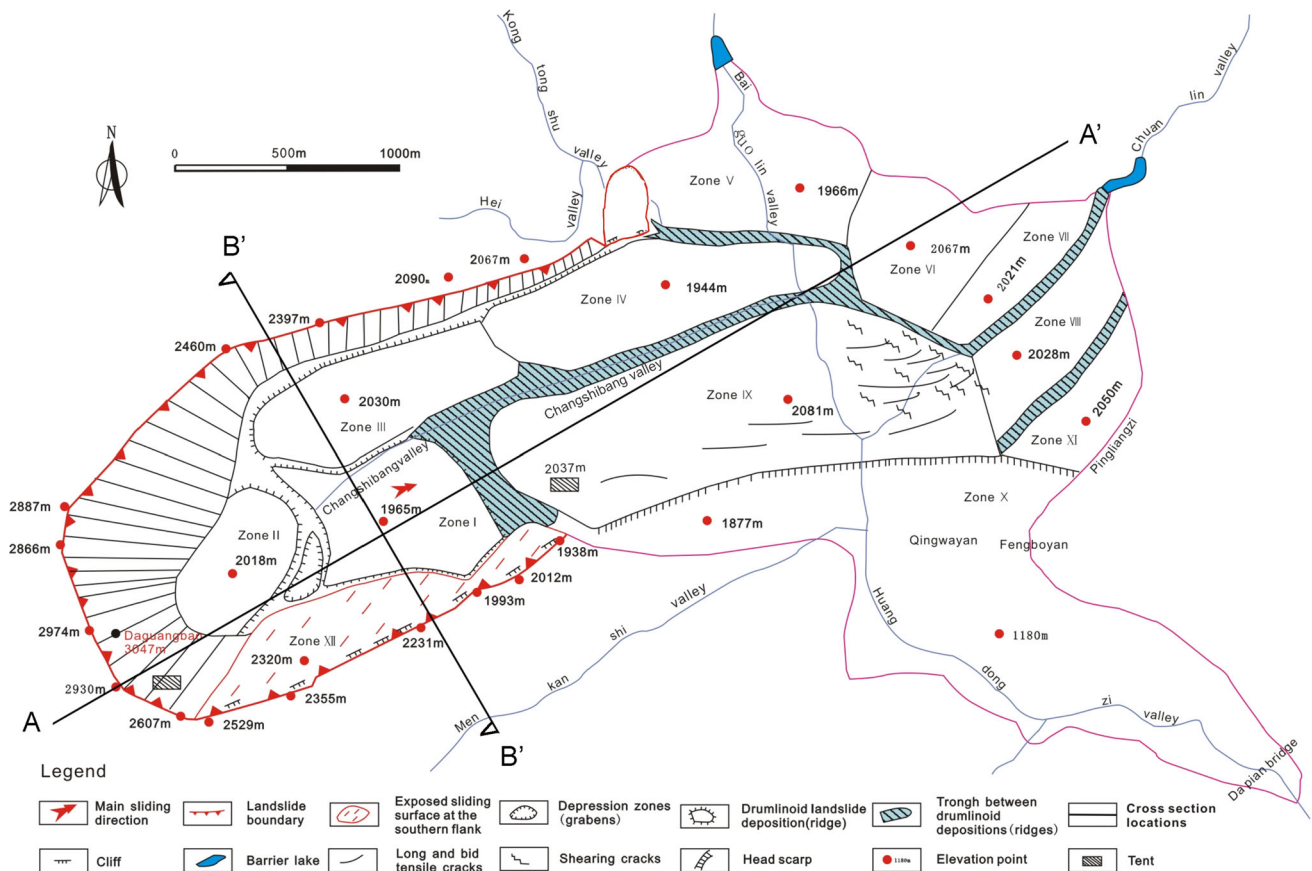 Kong
tong
shu
valley
Bai
guo
lin
valley
Chuan
lin
valley
N
0 500m 1000m
A'
Hei
valley
Zone V
1966m
B'
2067m
2090m
2067m
Zone VI
Zone VII
2021m
Zone IV
1944m
2397m
2460m
Zone VIII
2028m
Changshibang valley
Zone IX
2081m
2030m
Zone III
2050m
Zone XI
Pingliangzi
Changshibangvalley
2037m
1965m
Zone I
Zone X
2887m
2866m
Zone II
2018m
1877m
Qingwayan
Fengboyan
1938m
2012m
1993m
valley
shi
kan
Men
Huang
dong
zi
valley
2974m
Daguangbao
3047m
Zone XII
2320m
2231m
1180m
2930m
2355m
A
2607m
2529m
B'
Dapian bridge
Legend
Main sliding
direction
Landslide
boundary
Exposed sliding
surface at the
southern flank
Depression zones
(grabens)
Drumlinoid landslide
deposition(ridge)
Trongh between
drumlinoid
depositions (ridges)
Cross section
locations
Cliff
Barrier lake
Long and bid
tensile cracks
Shearing cracks
Head scarp
1180m
Elevation point
Tent